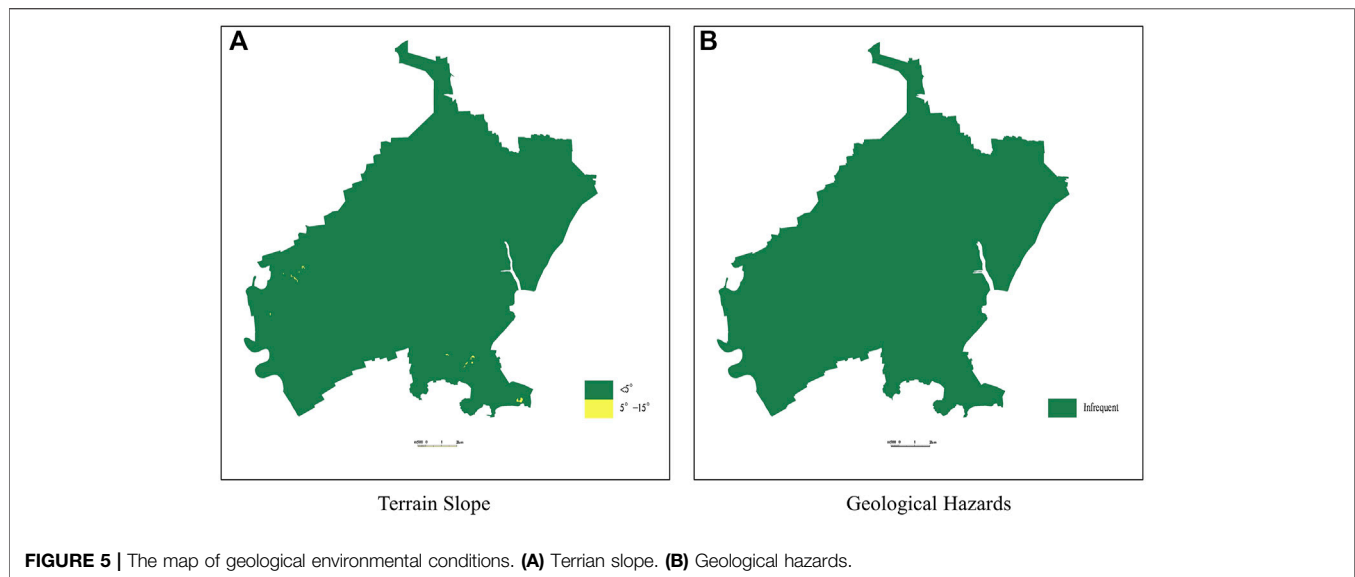 A
B
<5°
5° –15°
Infrequent
Terrain Slope
Geological Hazards
FIGURE 5 | The map of geological environmental conditions. (A) Terrian slope. (B) Geological hazards.